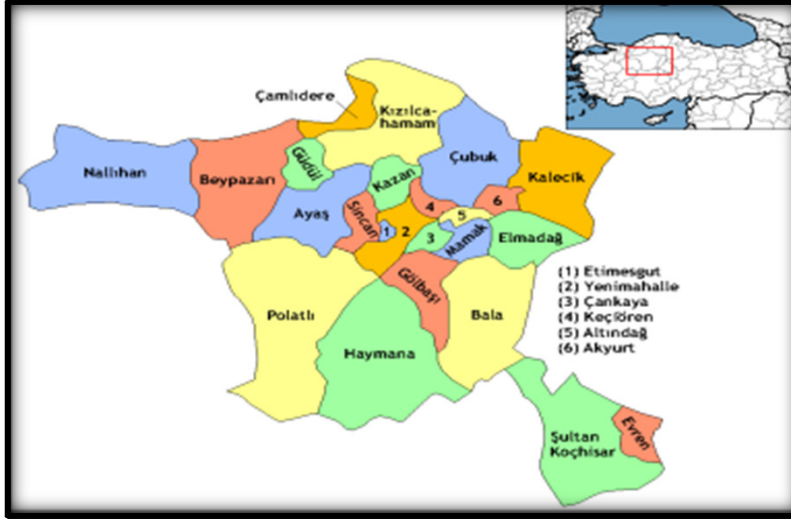 Çamlıdere
Kızılca-
hamam
Nallıhan
Beypazarı
Güdül
Çubuk
Kalecik
Kazan
Ayaş
Sincan
1
2
3
4
5
6
Mamak
Elmadağ
Gölbaşı
Polatlı
Bala
Haymana
(1) Etimesgut
(2) Yenimahalle
(3) Çankaya
(4) Keçiören
(5) Altındağ
(6) Akyurt
Şultan
Koçhisar
Evren